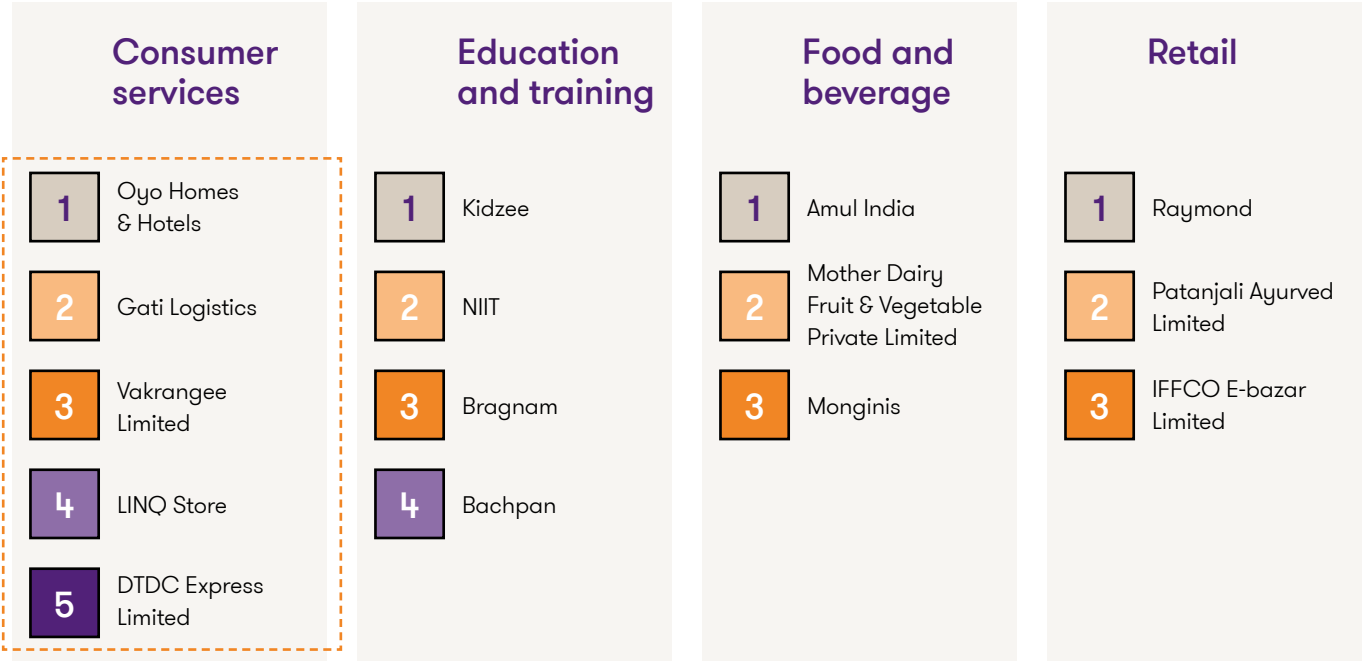 Consumer
services
1
Oyo Homes
& Hotels
2
Gati Logistics
3
Vakrangee
Limited
4
LINQ Store
5
DTDC Express
Limited
Education
and training
1
Kidzee
2
NIIT
3
Bragnam
4
Bachpan
Food and
beverage
1
Amul India
2
Mother Dairy
Fruit & Vegetable
Private Limited
3
Monginis
Retail
1
Raymond
2
Patanjali Ayurved
Limited
3
IFFCO E-bazar
Limited